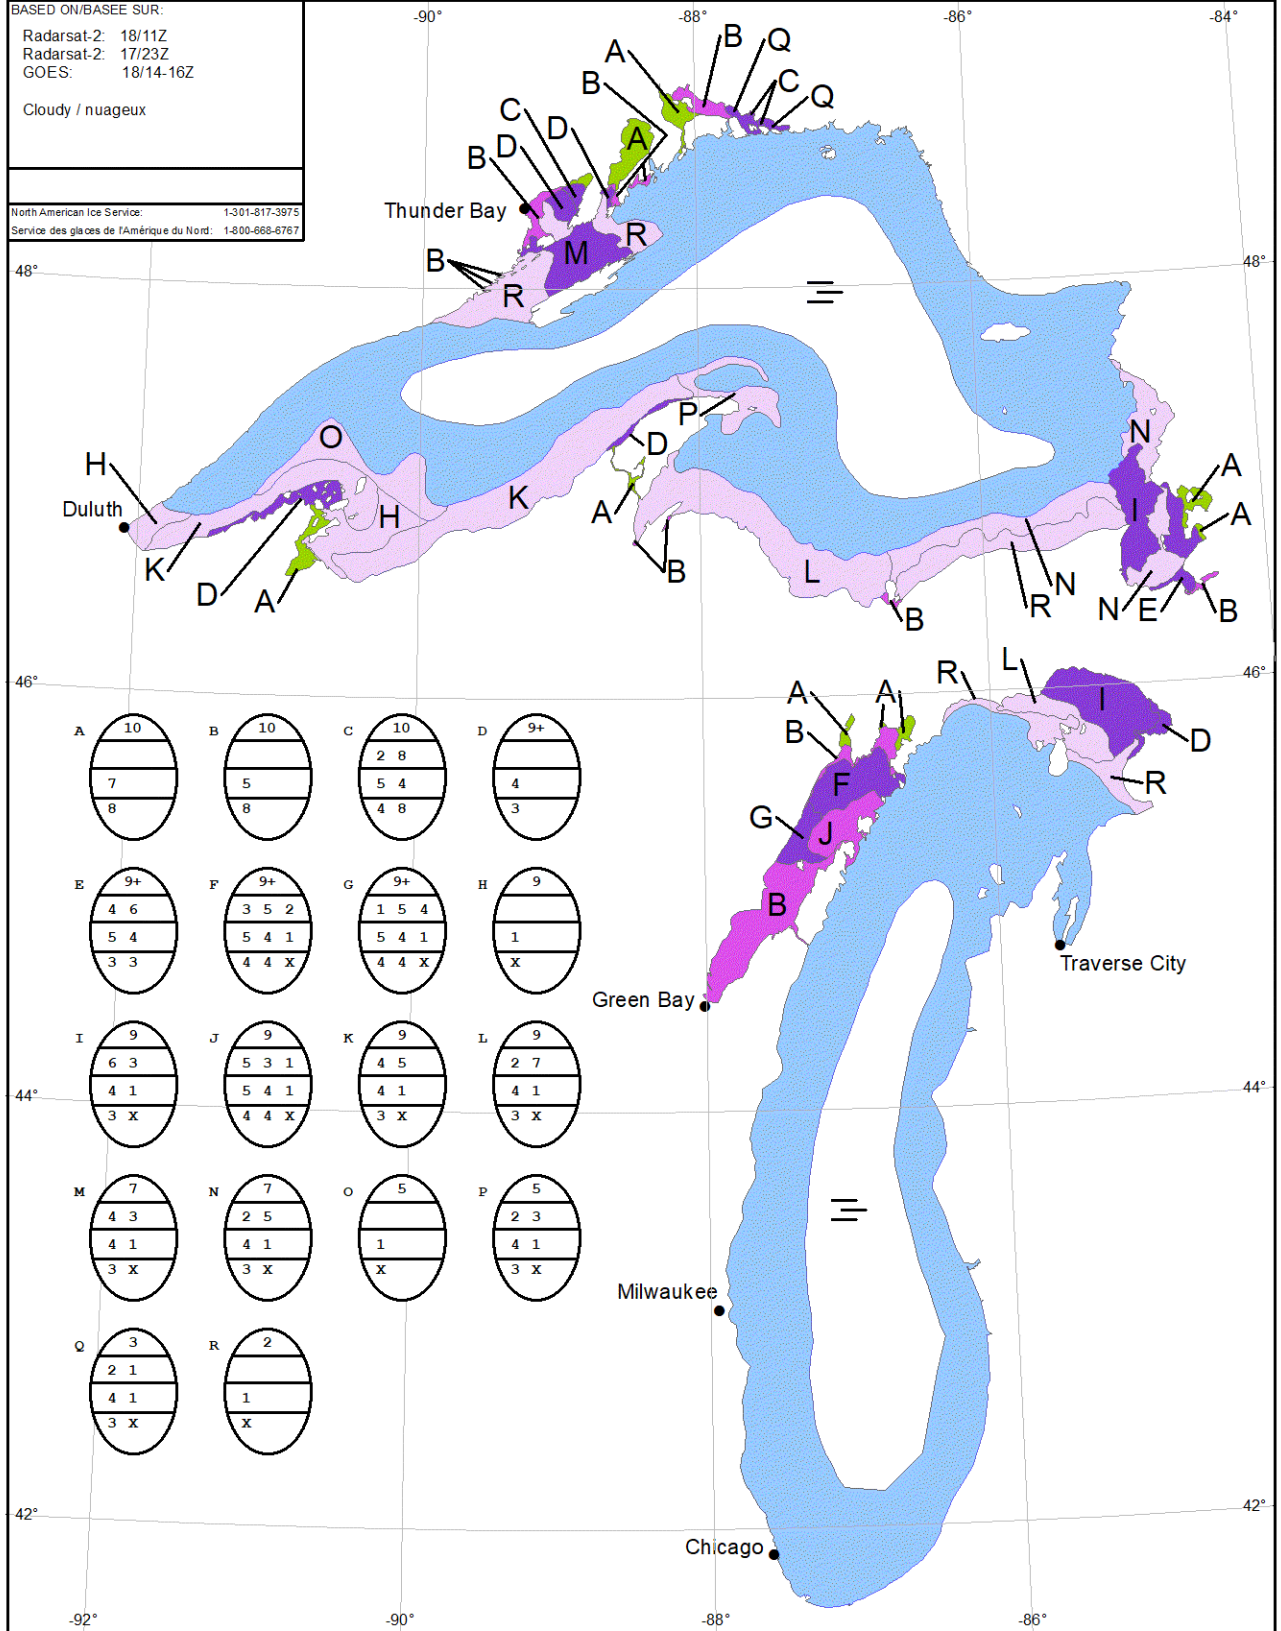 BASED ON/BASEE SUR:
Radarsat-2: 18/11Z
Radarsat-2: 17/23Z
GOES: 18/14-16Z
Cloudy / nuageux
North American Ice Service: 1-301-817-3975
Service des glaces de l'Amérique du Nord: 1-800-668-6767
-90° -88° -86° -84°
A B Q
B C Q
C D A
B D
Thunder Bay
R
M
B
R
48° 48°
P
O
D
N
H
A
K
A
Duluth
H
A
I
A
K
D
A
B
L
N
R
N E B
B
46° 46°
R L
A A
I
B
D
F
R
G
J
B
Traverse City
Green Bay
44° 44°
Milwaukee
42° 42°
Chicago
-92° -90° -88° -86°
A
10
7
8
B
10
5
8
C
10
2 8
5 4
4 8
D
9+
4
3
E
9+
4 6
5 4
3 3
F
9+
3 5 2
5 4 1
4 4 X
G
9+
1 5 4
5 4 1
4 4 X
H
9
1
X
I
9
6 3
4 1
3 X
J
9
5 3 1
5 4 1
4 4 X
K
9
4 5
4 1
3 X
L
9
2 7
4 1
3 X
M
7
4 3
4 1
3 X
N
7
2 5
4 1
3 X
O
5
1
X
P
5
2 3
4 1
3 X
Q
3
2 1
4 1
3 X
R
2
1
X